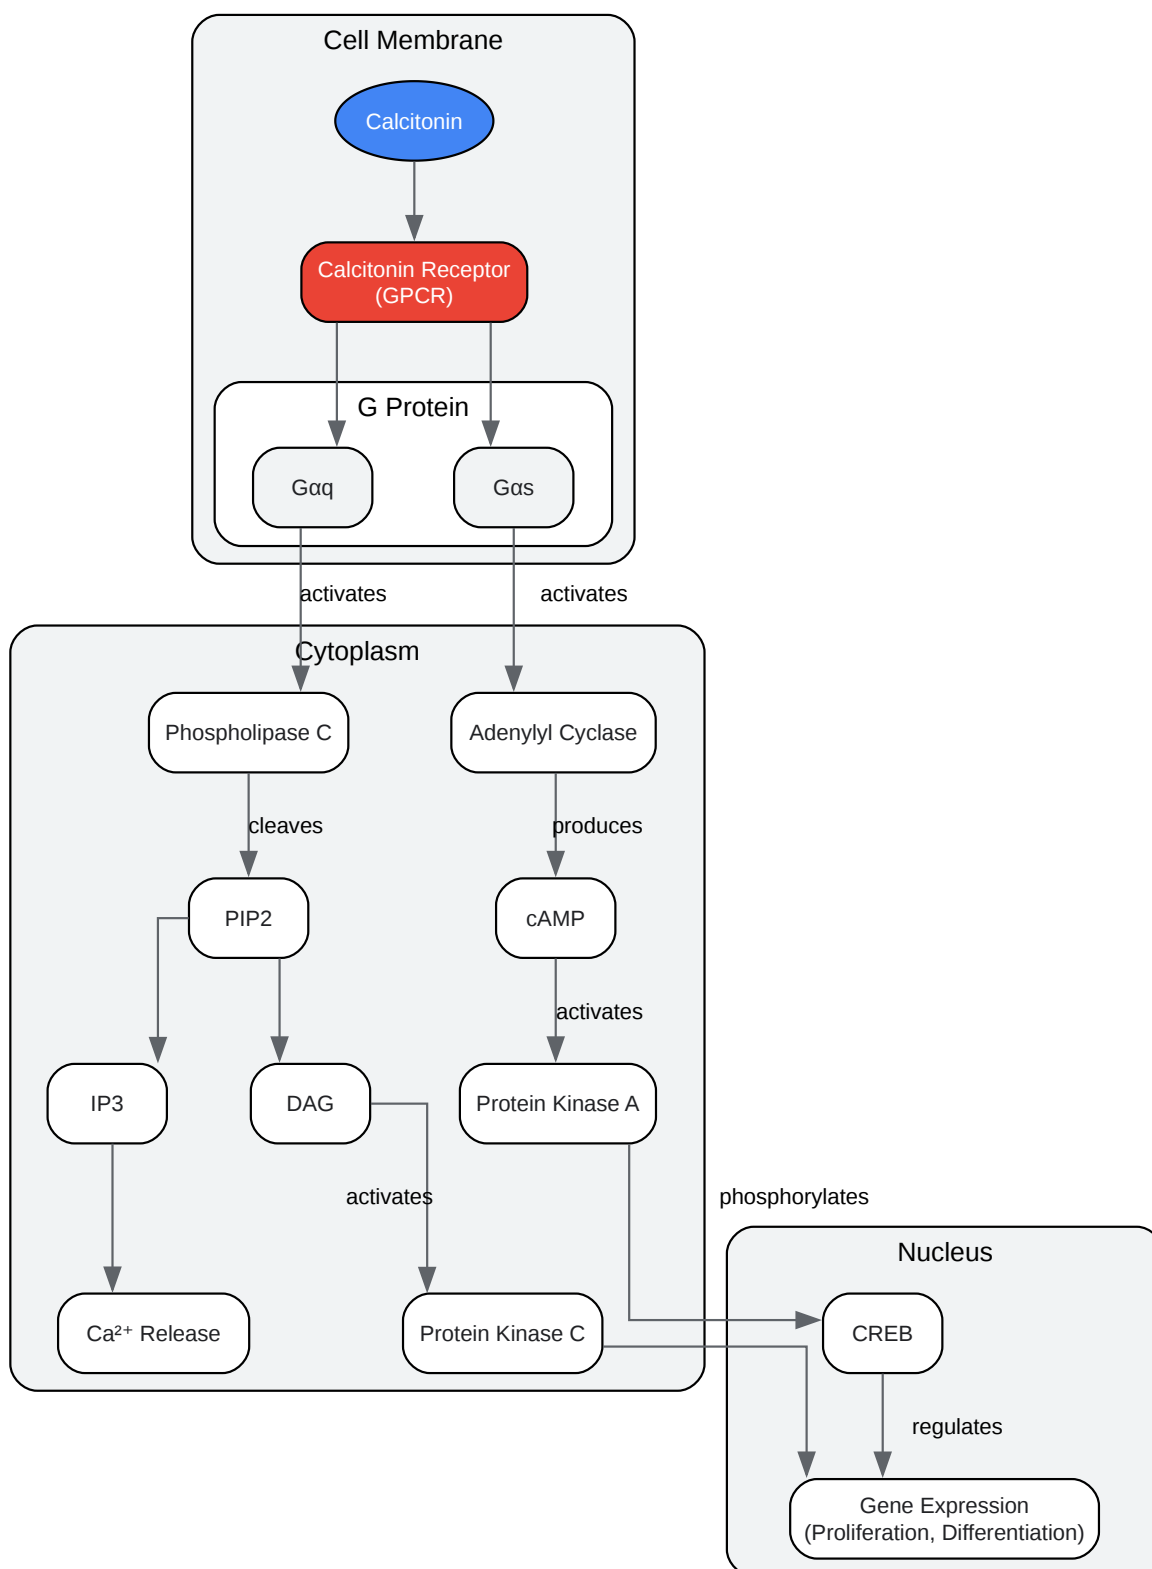 Cell Membrane
Calcitonin
Calcitonin Receptor
(GPCR)
G Protein
Gαq
Gαs
activates
activates
Cytoplasm
Phospholipase C
Adenylyl Cyclase
cleaves
produces
PIP2
cAMP
activates
IP3
DAG
Protein Kinase A
activates
phosphorylates
Nucleus
Ca²⁺ Release
Protein Kinase C
CREB
regulates
Gene Expression
(Proliferation, Differentiation)